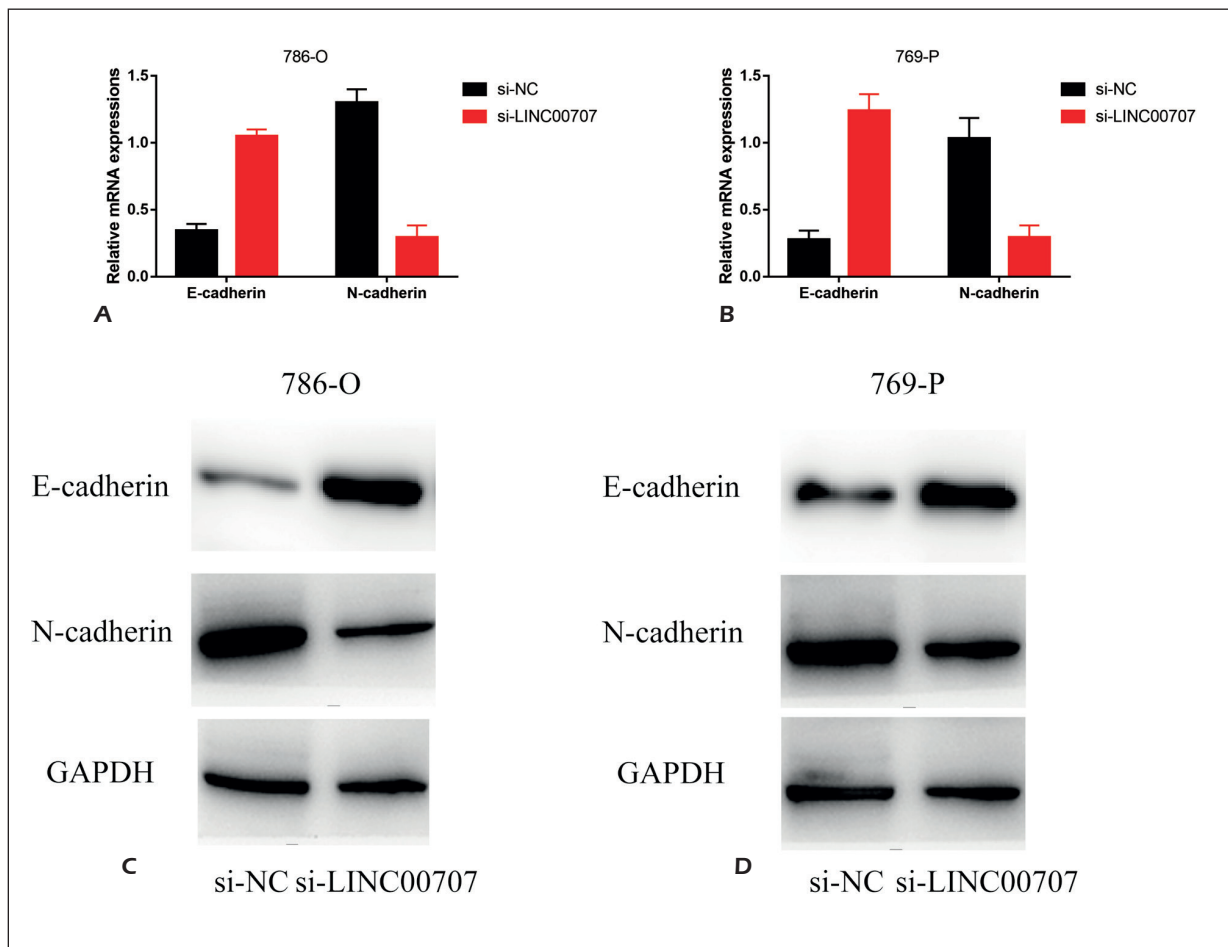 786-O
Relative mRNA expressions
1.5
1.0
0.5
0.0
E-cadherin N-cadherin
si-NC
si-LINC00707
A
769-P
Relative mRNA expressions
1.5
1.0
0.5
0.0
E-cadherin N-cadherin
si-NC
si-LINC00707
B
786-O
E-cadherin
N-cadherin
GAPDH
C
si-NC si-LINC00707
769-P
E-cadherin
N-cadherin
GAPDH
D
si-NC si-LINC00707